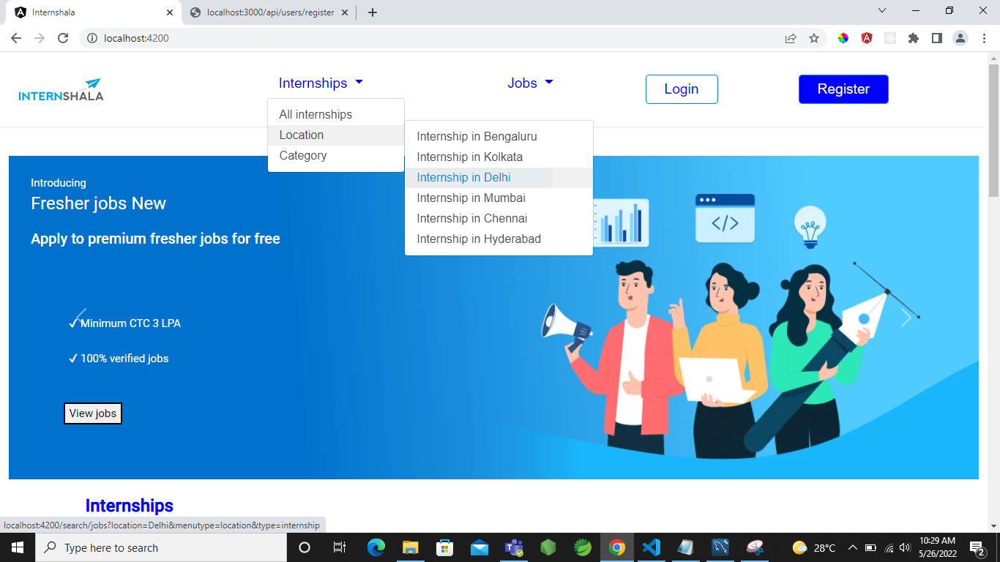 Internshala
localhost:3000/api/users/register
localhost:4200
INTERNSHALA
Internships
Jobs
Login
Register
All internships
Location
Category
Internship in Bengaluru
Internship in Kolkata
Internship in Delhi
Internship in Mumbai
Internship in Chennai
Internship in Hyderabad
Introducing
Fresher jobs New
Apply to premium fresher jobs for free
</>
✓ Minimum CTC 3 LPA
✓ 100% verified jobs
View jobs
Internships
localhost:4200/search/jobs?location=Delhi&menutype=location&type=internship
Type here to search
28°C
10:29 AM
5/26/2022
2